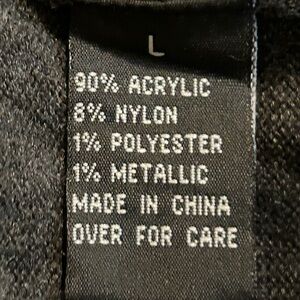 L
90% ACRYLIC
8% NYLON
1% POLYESTER
1% METALLIC
MADE IN CHINA
OVER FOR CARE